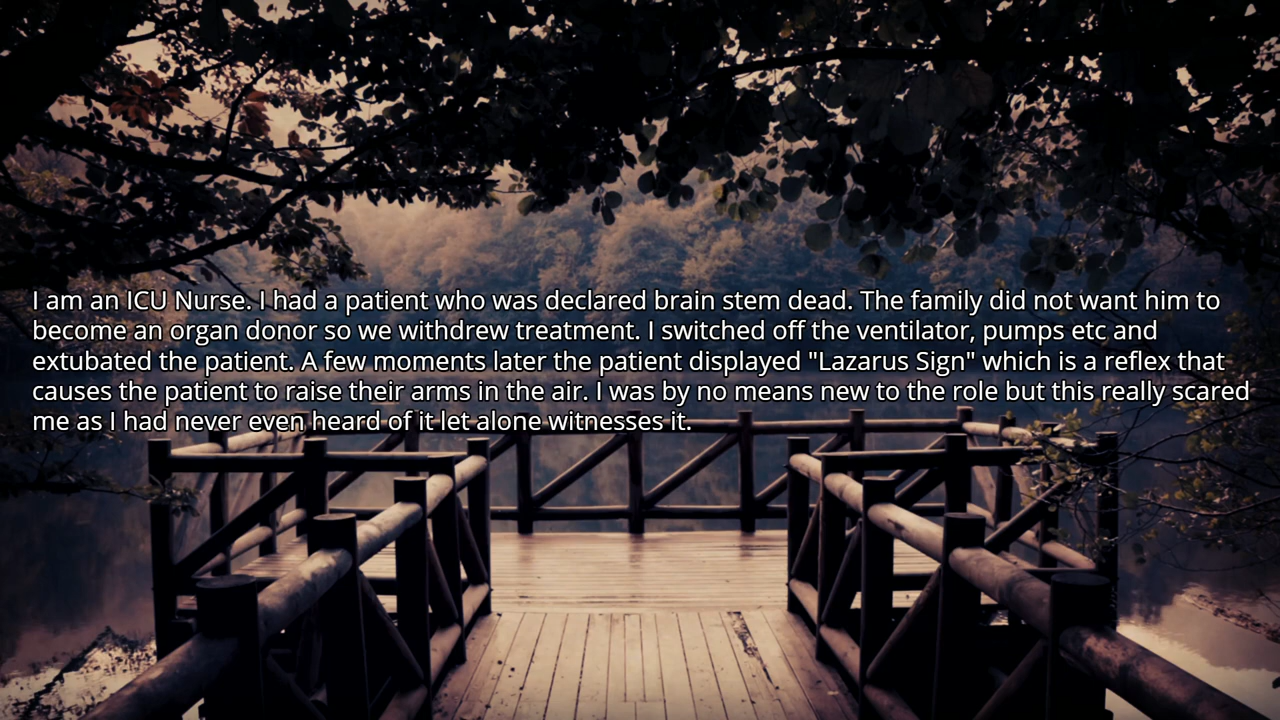 I am an ICU Nurse. I had a patient who was declared brain stem dead. The family did not want him to
become an organ donor so we withdrew treatment. I switched off the ventilator, pumps etc and
extubated the patient. A few moments later the patient displayed "Lazarus Sign" which is a reflex that
causes the patient to raise their arms in the air. I was by no means new to the role but this really scared
me as I had never even heard of it let alone witnesses it.